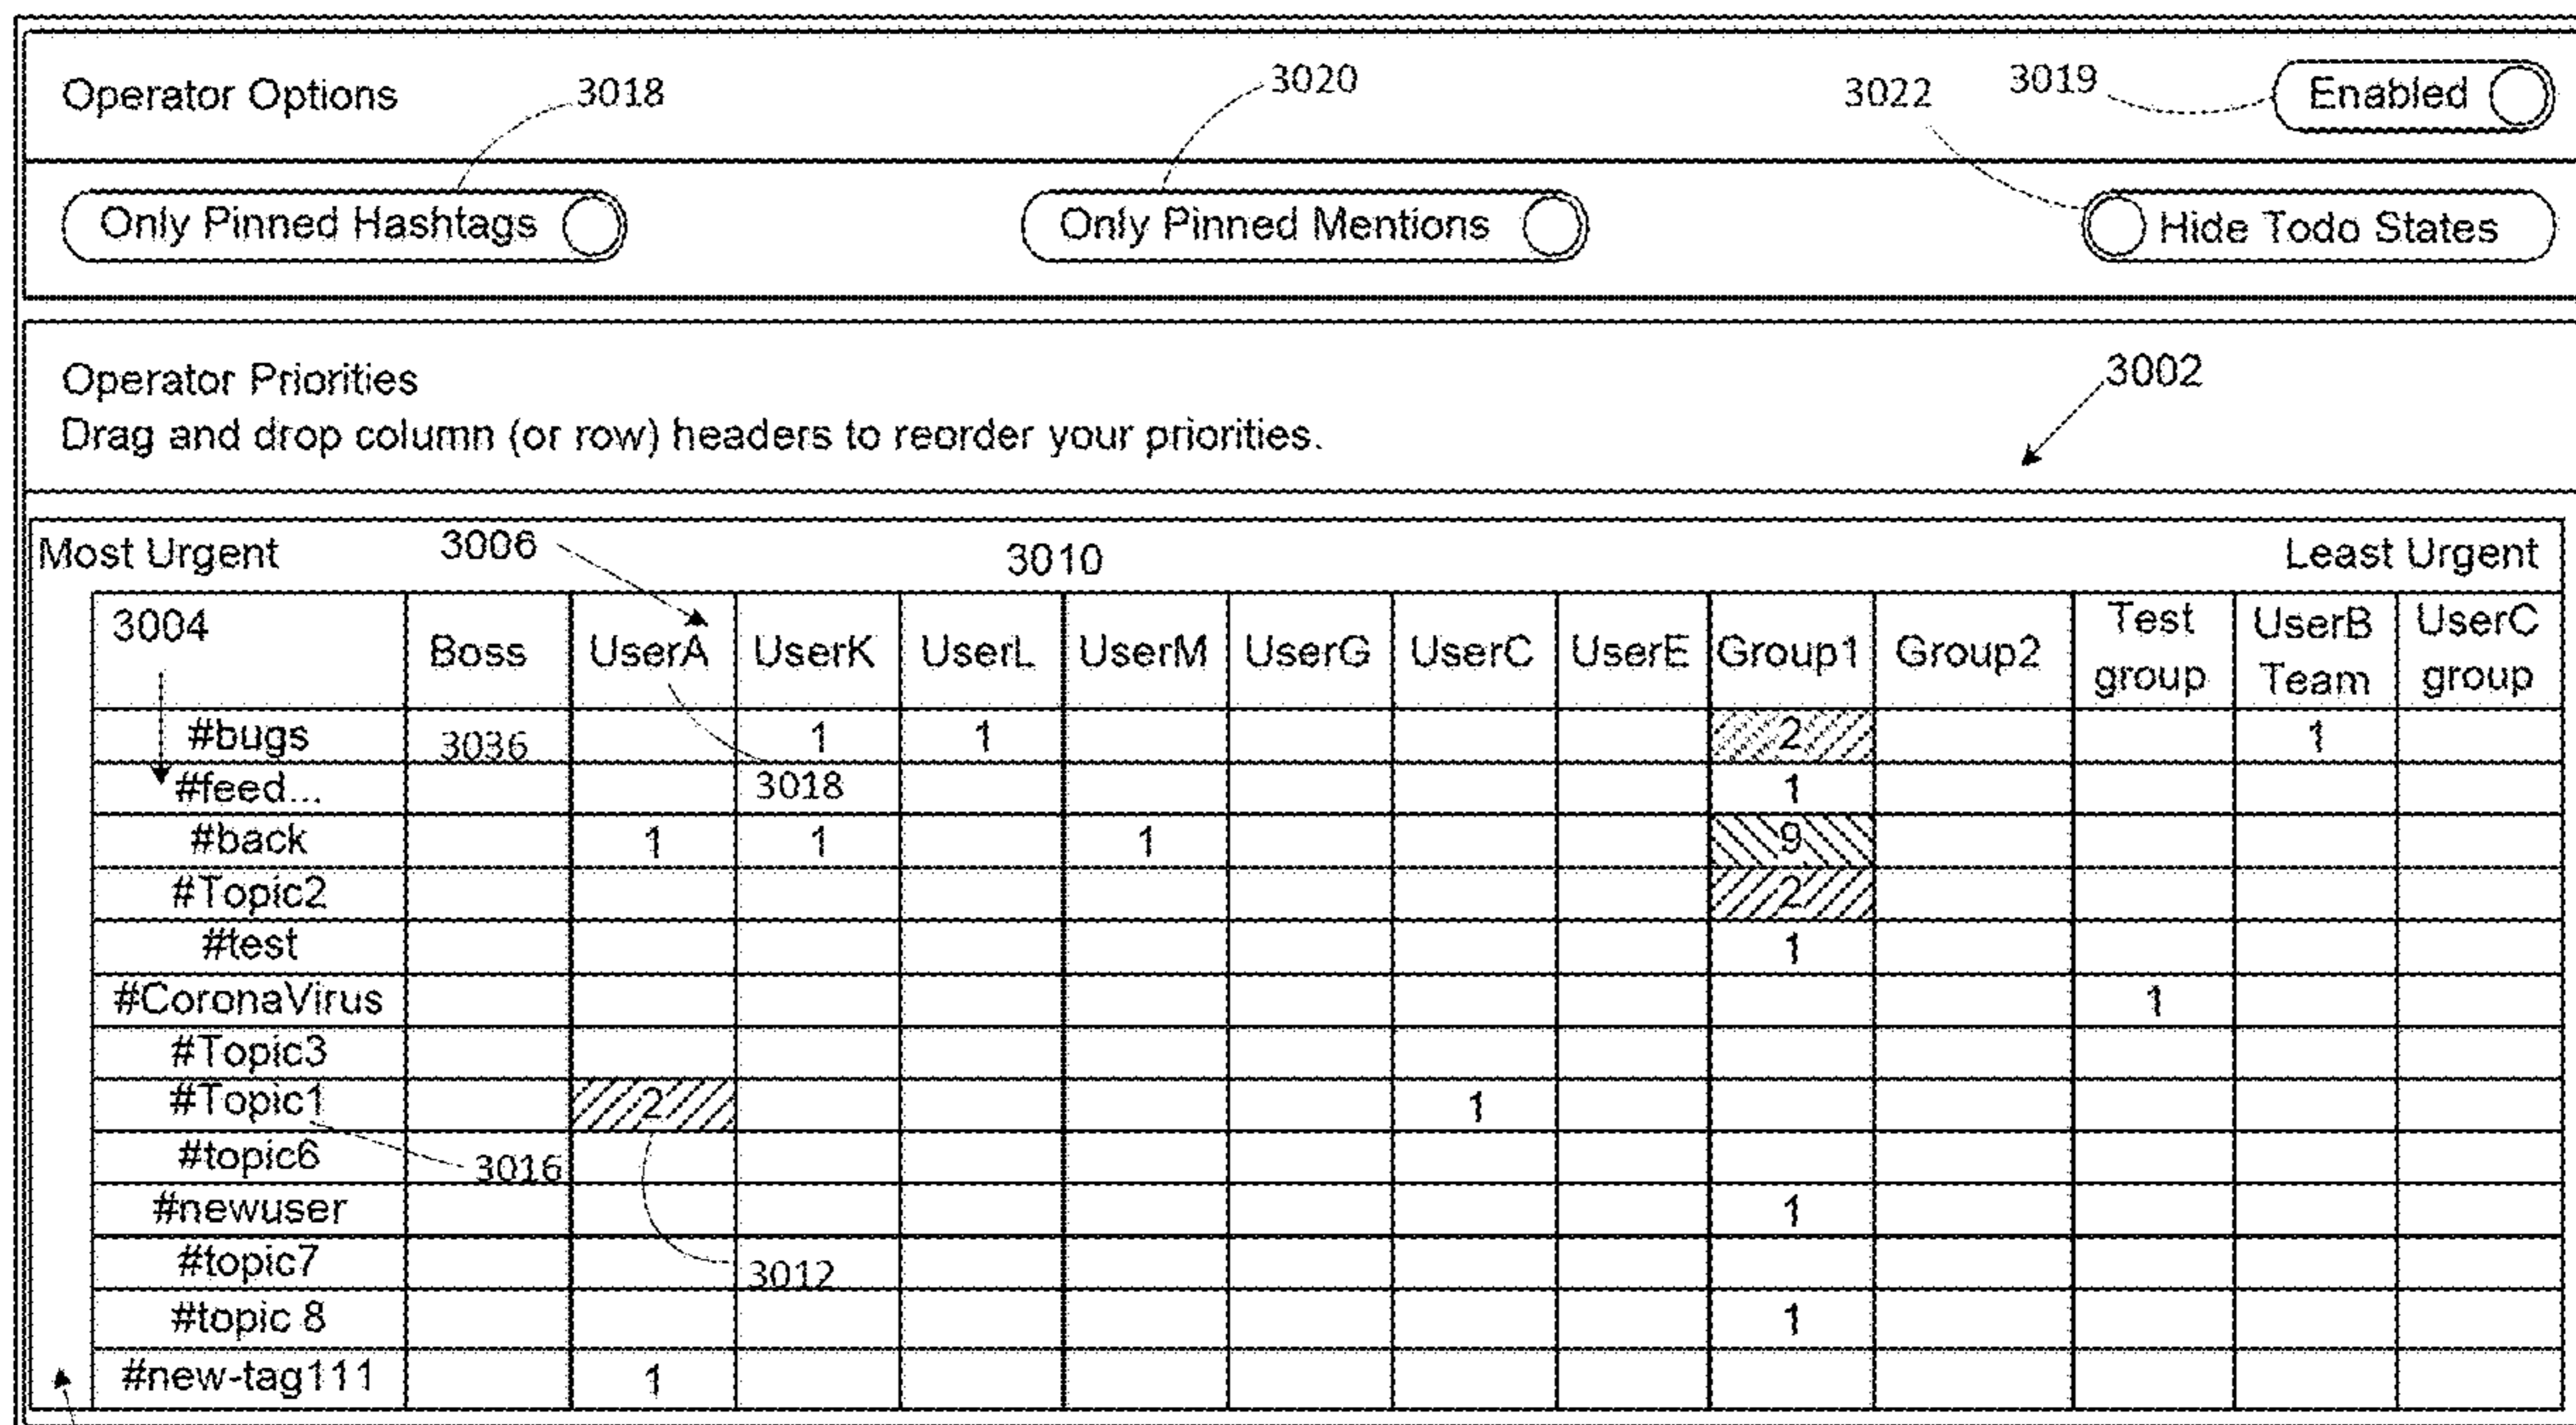 Operator Options 3018 3020 3022 3019 Enabled
Only Pinned Hashtags Only Pinned Mentions Hide Todo States
Operator Priorities 3002
Drag and drop column (or row) headers to reorder your priorities.
Most Urgent 3006 3010 Least Urgent
3004 Boss UserA UserK UserL UserM UserG UserC UserE Group1 Group2 Test group UserB Team UserC group
#bugs 3036 1 1 2 1
#feed... 3018 1
#back 1 1 1 9
#Topic2 2
#test 1
#CoronaVirus 1
#Topic3
#Topic1 2 1
#topic6 3016
#newuser 1
#topic7 3012
#topic 8 1
#new-tag111 1